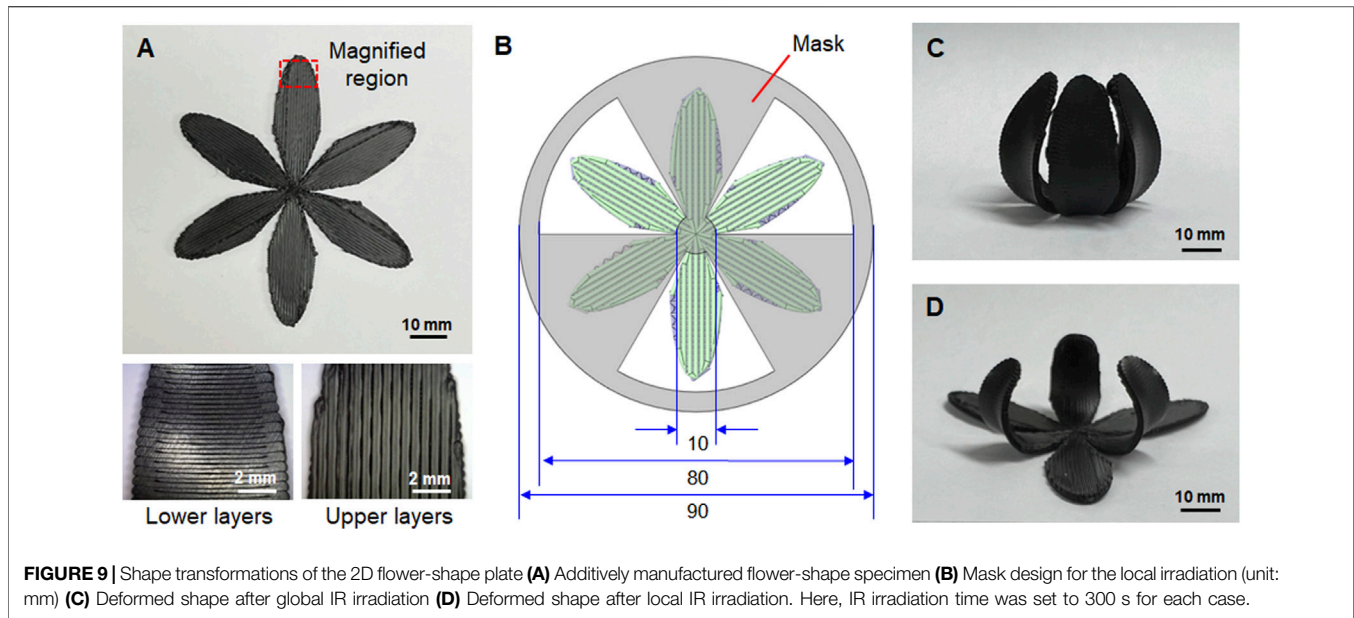 A
Magnified
region
10 mm
2 mm
2 mm
Lower layers
Upper layers
B
Mask
10
80
90
C
10 mm
D
10 mm
FIGURE 9 | Shape transformations of the 2D flower-shape plate (A) Additively manufactured flower-shape specimen (B) Mask design for the local irradiation (unit:
mm) (C) Deformed shape after global IR irradiation (D) Deformed shape after local IR irradiation. Here, IR irradiation time was set to 300 s for each case.